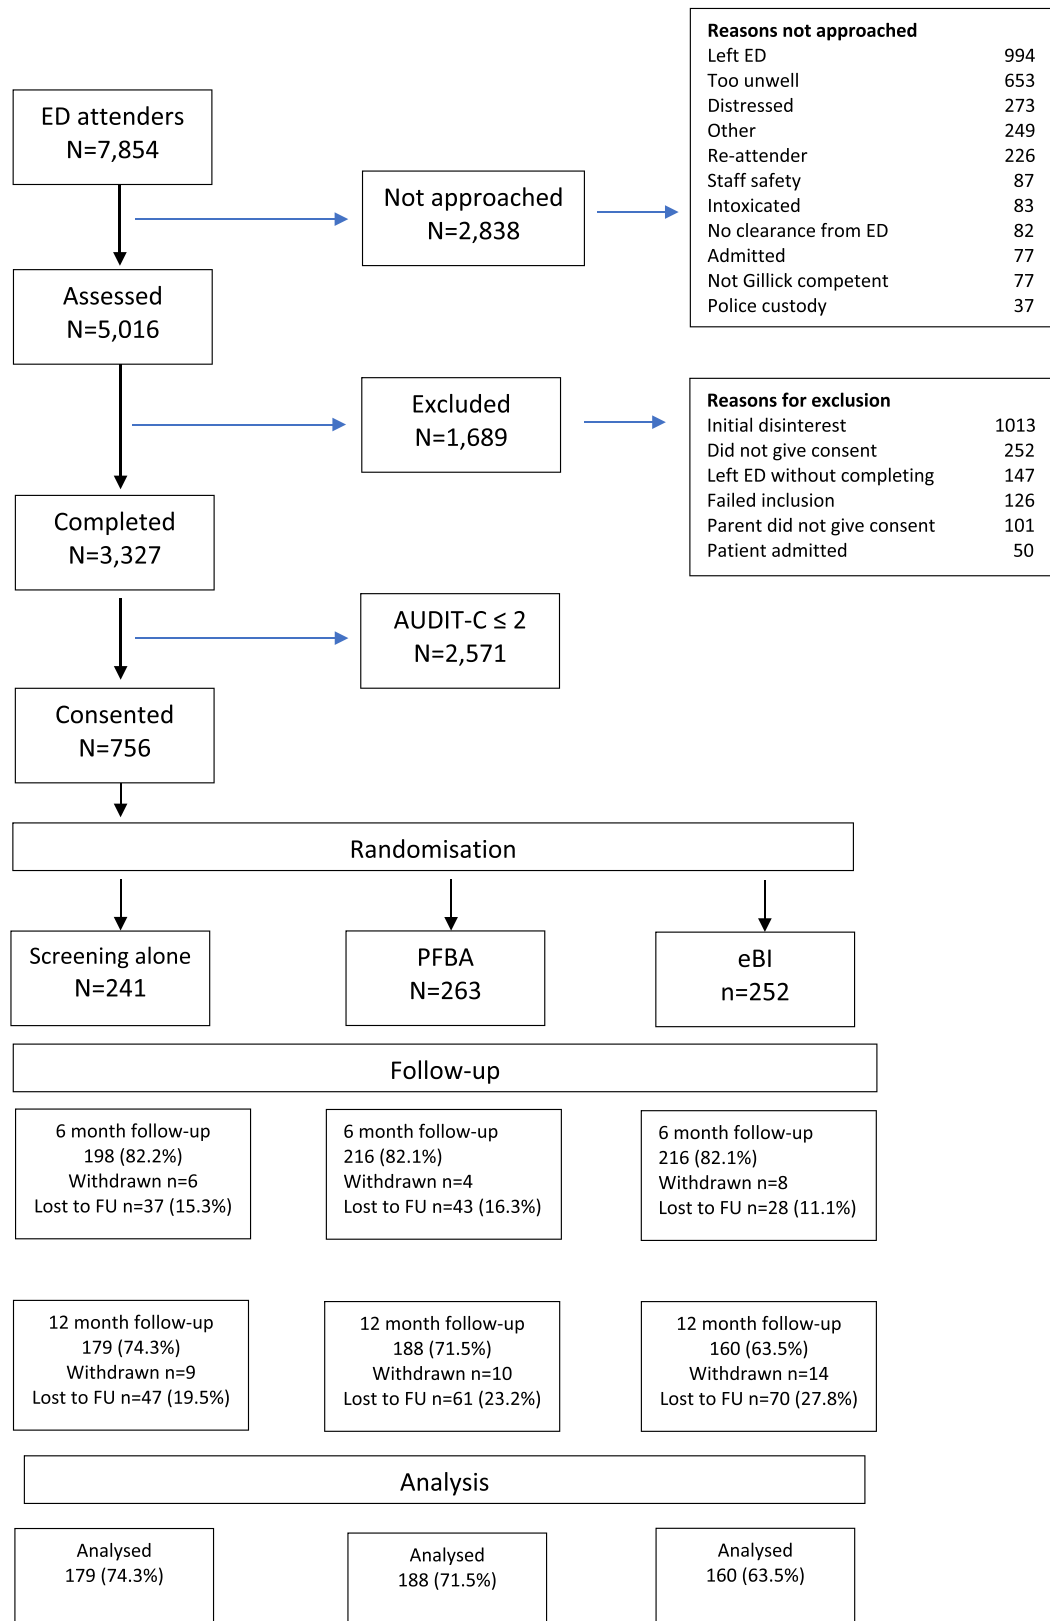 ED attenders
N=7,854
Not approached
N=2,838
Reasons not approached
Left ED 994
Too unwell 653
Distressed 273
Other 249
Re-attender 226
Staff safety 87
Intoxicated 83
No clearance from ED 82
Admitted 77
Not Gillick competent 77
Police custody 37
Assessed
N=5,016
Excluded
N=1,689
Reasons for exclusion
Initial disinterest 1013
Did not give consent 252
Left ED without completing 147
Failed inclusion 126
Parent did not give consent 101
Patient admitted 50
Completed
N=3,327
AUDIT-C ≤ 2
N=2,571
Consented
N=756
Randomisation
Screening alone
N=241
PFBA
N=263
eBI
n=252
Follow-up
6 month follow-up
198 (82.2%)
Withdrawn n=6
Lost to FU n=37 (15.3%)
6 month follow-up
216 (82.1%)
Withdrawn n=4
Lost to FU n=43 (16.3%)
6 month follow-up
216 (82.1%)
Withdrawn n=8
Lost to FU n=28 (11.1%)
12 month follow-up
179 (74.3%)
Withdrawn n=9
Lost to FU n=47 (19.5%)
12 month follow-up
188 (71.5%)
Withdrawn n=10
Lost to FU n=61 (23.2%)
12 month follow-up
160 (63.5%)
Withdrawn n=14
Lost to FU n=70 (27.8%)
Analysis
Analysed
179 (74.3%)
Analysed
188 (71.5%)
Analysed
160 (63.5%)